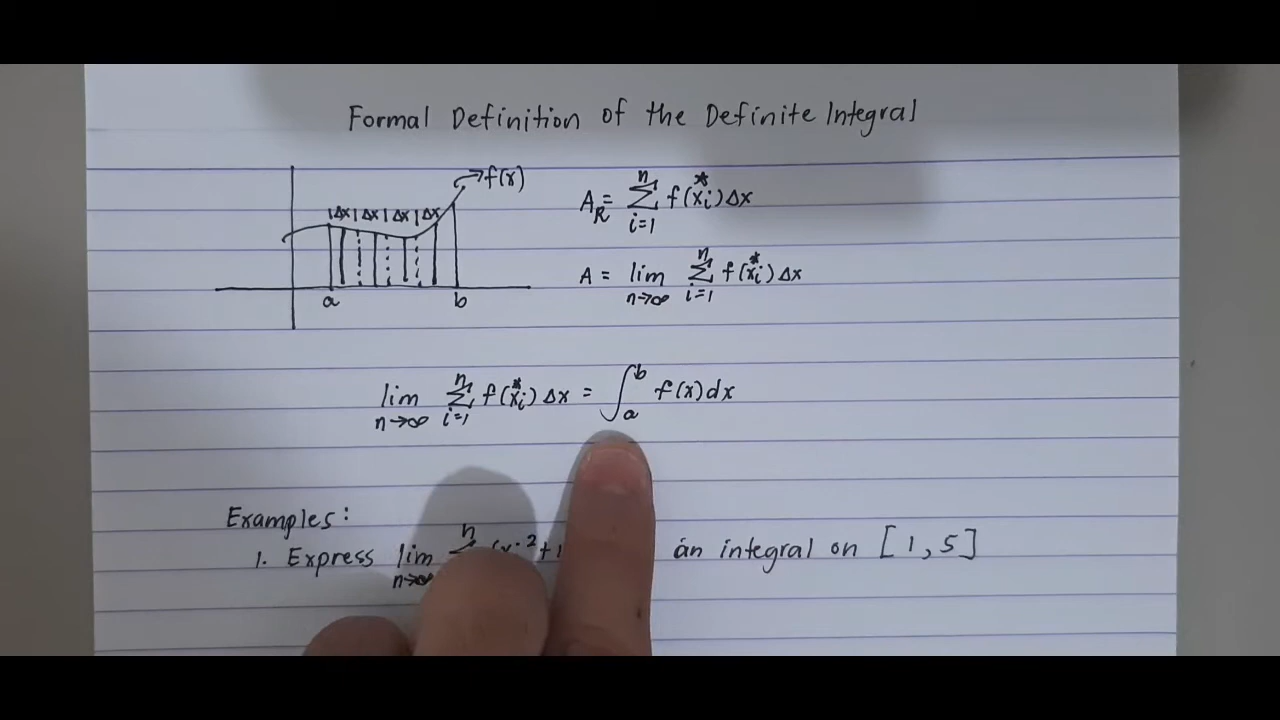 Formal Definition of the Definite Integral
f(x)
|Δx|Δx|Δx|Δx
a b
A_R = Σ_{i=1}^{n} f(x_i^*)Δx
A = lim_{n→∞} Σ_{i=1}^{n} f(x_i^*)Δx
lim_{n→∞} Σ_{i=1}^{n} f(x_i^*)Δx = ∫_a^b f(x)dx
Examples:
1. Express lim_{n→∞} Σ^{n} an integral on [1,5]